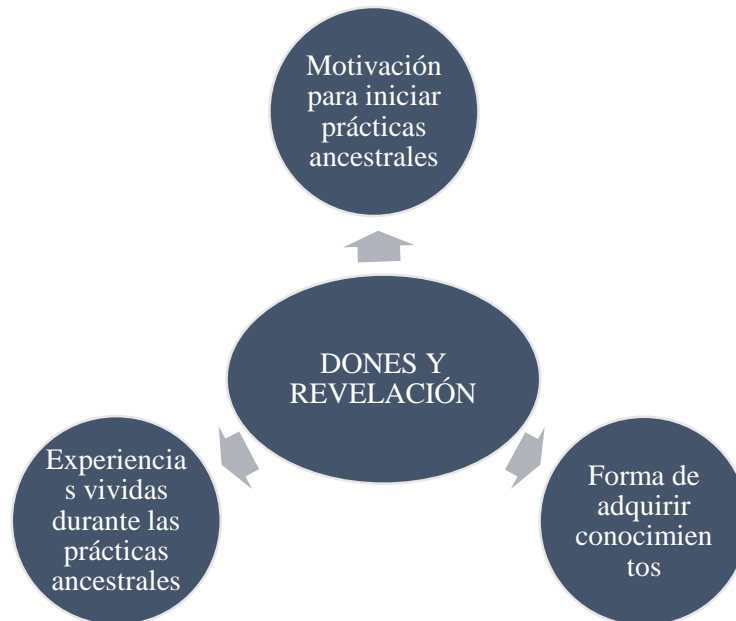 Motivación
para iniciar
prácticas
ancestrales
DONES Y
REVELACIÓN
Experiencia
s vividas
durante las
prácticas
ancestrales
Forma de
adquirir
conocimien
tos